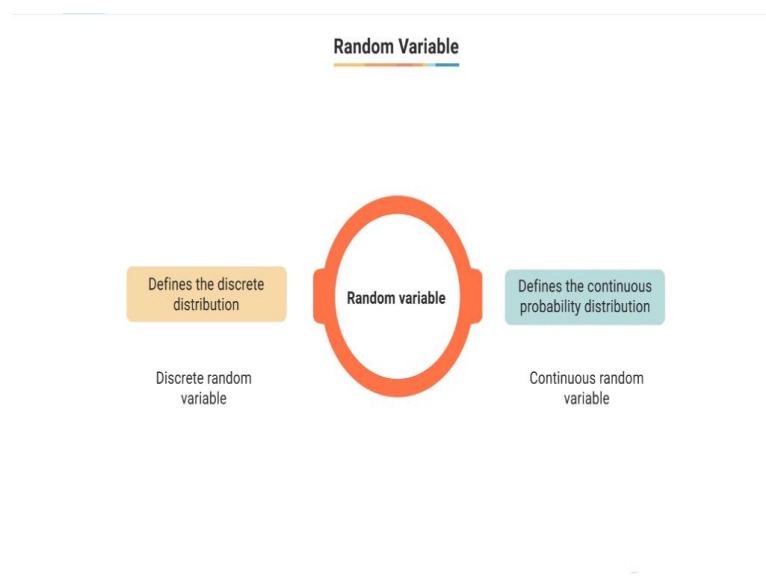 Random Variable
Defines the discrete
distribution
Random variable
Defines the continuous
probability distribution
Discrete random
variable
Continuous random
variable